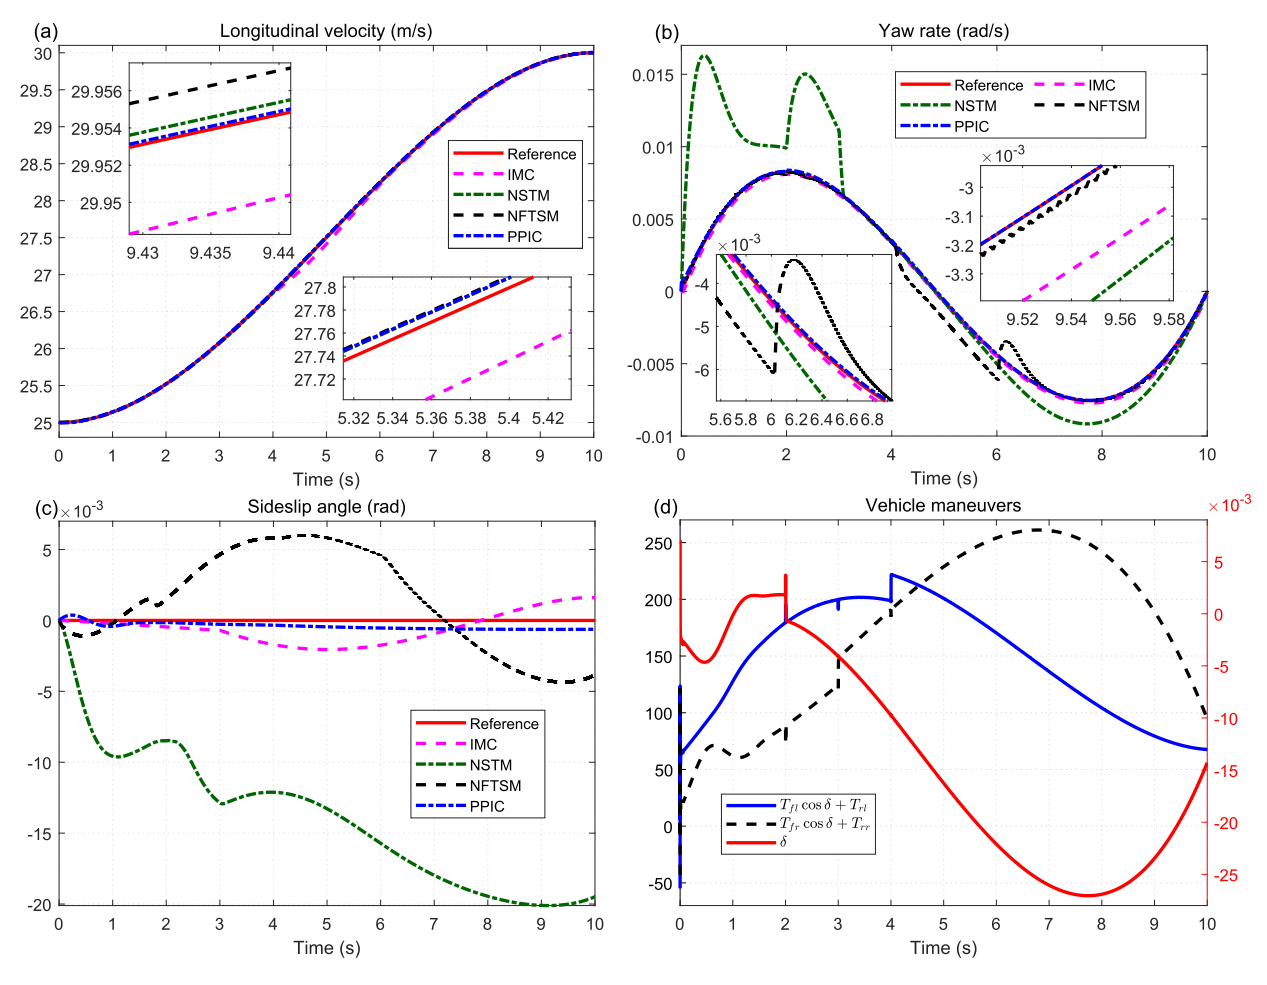 (a) Longitudinal velocity (m/s)
30
29.5
29
28.5
28
27.5
27
26.5
26
25.5
25
0 1 2 3 4 5 6 7 8 9 10
Time (s)
29.956
29.954
29.952
29.95
9.43 9.435 9.44
Reference
IMC
NSTM
NFTSM
PPIC
27.8
27.78
27.76
27.74
27.72
5.32 5.34 5.36 5.38 5.4 5.42
(b) Yaw rate (rad/s)
0.015
0.01
0.005
0
-0.005
-0.01
0 2 4 6 8 10
Time (s)
Reference IMC
NSTM NFTSM
PPIC
×10⁻³
-4
-5
-6
5.6 5.8 6 6.2 6.4 6.6 6.8
×10⁻³
-3
-3.1
-3.2
-3.3
9.52 9.54 9.56 9.58
(c) ×10⁻³ Sideslip angle (rad)
5
0
-5
-10
-15
-20
0 1 2 3 4 5 6 7 8 9 10
Time (s)
Reference
IMC
NSTM
NFTSM
PPIC
(d) Vehicle maneuvers ×10⁻³
250
200
150
100
50
0
-50
5
0
-5
-10
-15
-20
-25
0 1 2 3 4 5 6 7 8 9 10
Time (s)
T_{fl} cos δ + T_{rl}
T_{fr} cos δ + T_{rr}
δ